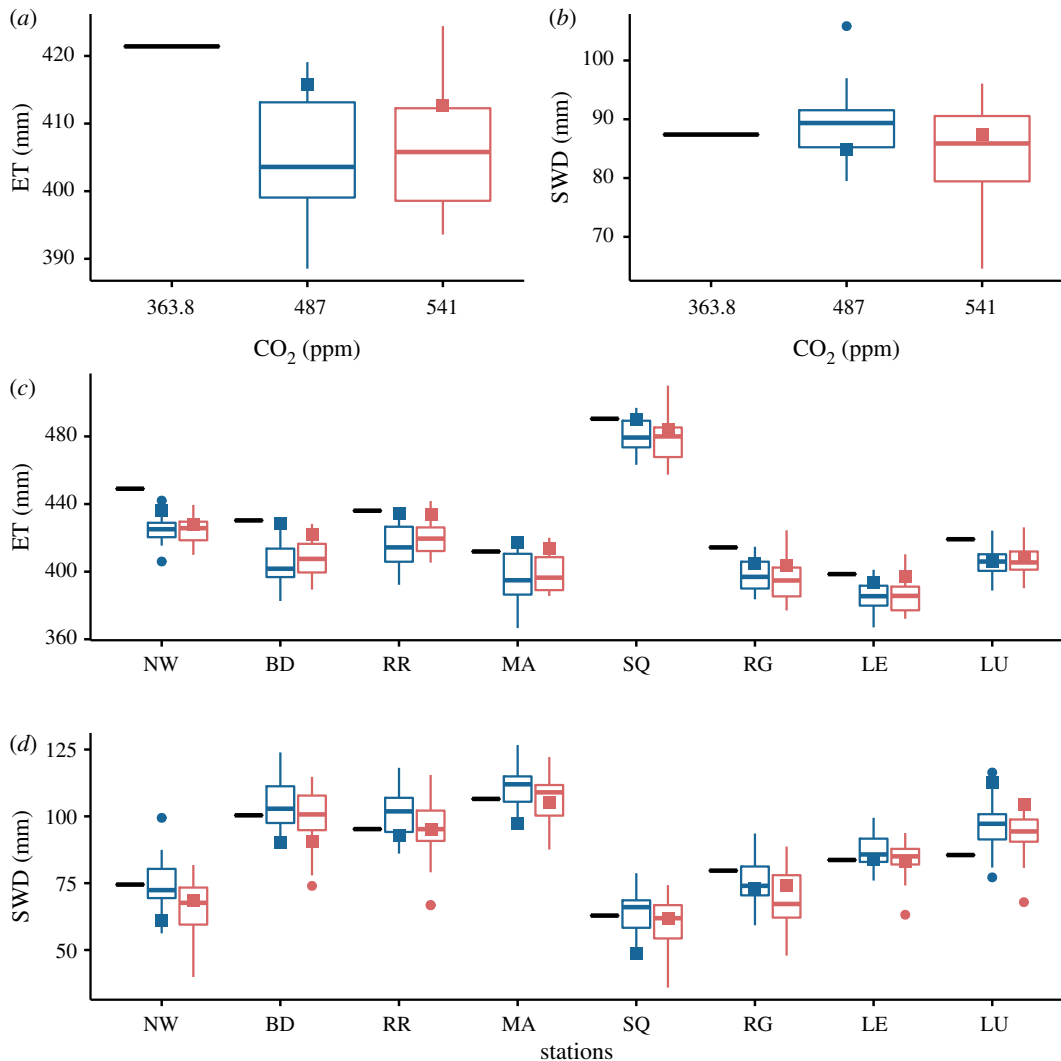 (a)
ET (mm)
420
410
400
390
363.8 487 541
CO2 (ppm)
(b)
SWD (mm)
100
90
80
70
363.8 487 541
CO2 (ppm)
(c)
ET (mm)
480
440
400
360
NW BD RR MA SQ RG LE LU
(d)
SWD (mm)
125
100
75
50
NW BD RR MA SQ RG LE LU
stations